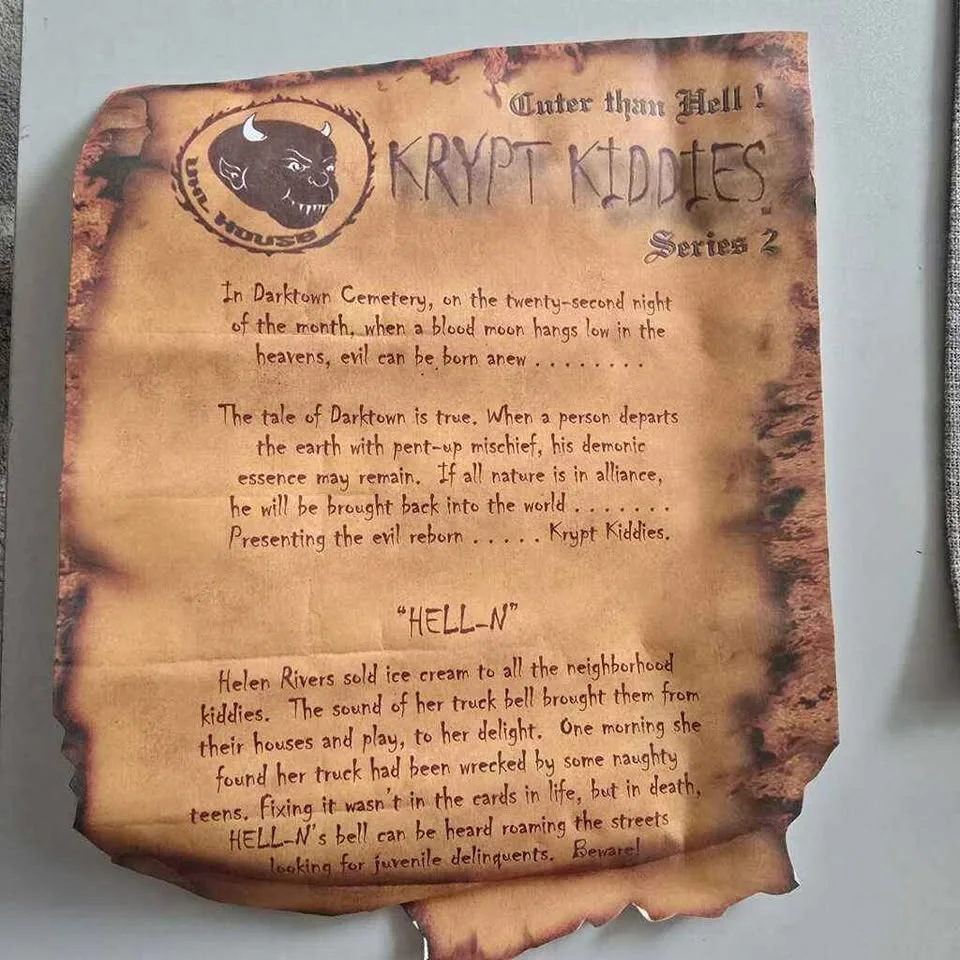 Cuter than Hell !
UHL HOUSE
KRYPT KIDDIES
Series 2
In Darktown Cemetery, on the twenty-second night
of the month, when a blood moon hangs low in the
heavens, evil can be born anew . . . . . . . .
The tale of Darktown is true. When a person departs
the earth with pent-up mischief, his demonic
essence may remain. If all nature is in alliance,
he will be brought back into the world . . . . . . .
Presenting the evil reborn . . . . . Krypt Kiddies.
"HELL-N"
Helen Rivers sold ice cream to all the neighborhood
kiddies. The sound of her truck bell brought them from
their houses and play, to her delight. One morning she
found her truck had been wrecked by some naughty
teens. Fixing it wasn't in the cards in life, but in death,
HELL-N's bell can be heard roaming the streets
looking for juvenile delinquents. Beware!